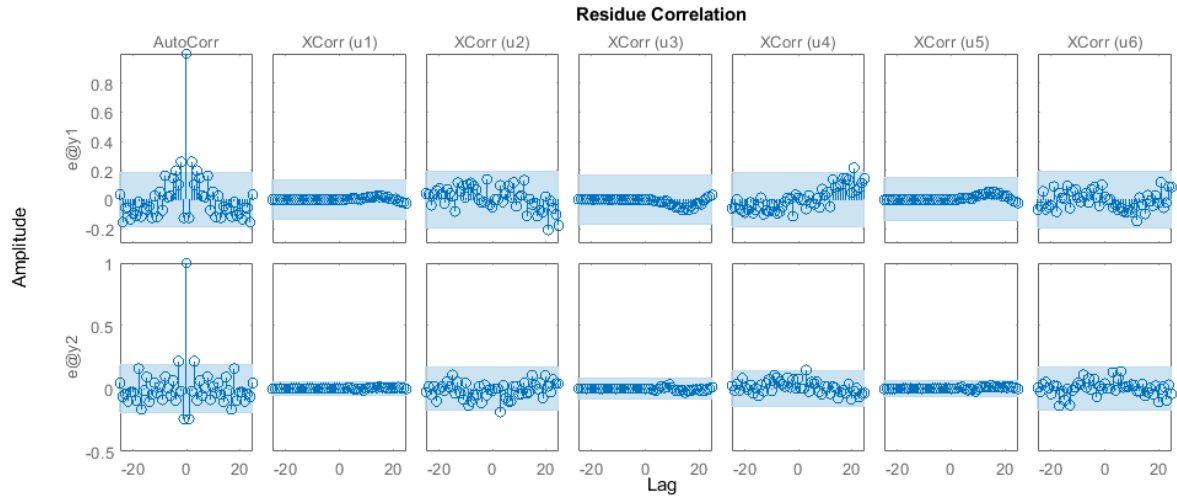 Residue Correlation
AutoCorr XCorr (u1) XCorr (u2) XCorr (u3) XCorr (u4) XCorr (u5) XCorr (u6)
0.8
0.6
0.4
0.2
0
-0.2
e@y1
Amplitude
1
0.5
0
-0.5
e@y2
-20 0 20 -20 0 20 -20 0 20 -20 0 20 -20 0 20 -20 0 20 -20 0 20
Lag